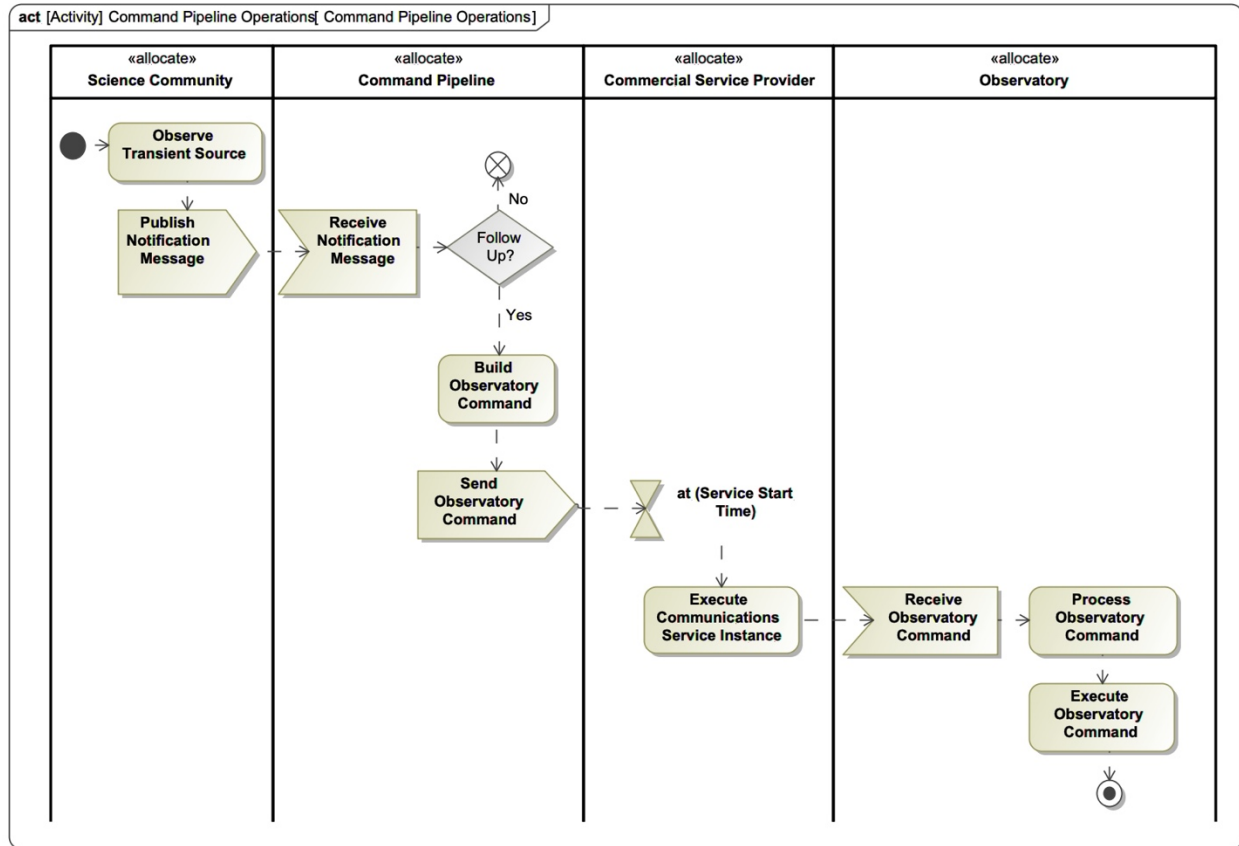 act [Activity] Command Pipeline Operations[ Command Pipeline Operations]
«allocate»
Science Community
«allocate»
Command Pipeline
«allocate»
Commercial Service Provider
«allocate»
Observatory
Observe
Transient Source
Publish
Notification
Message
Receive
Notification
Message
No
Follow
Up?
Yes
Build
Observatory
Command
Send
Observatory
Command
at (Service Start
Time)
Execute
Communications
Service Instance
Receive
Observatory
Command
Process
Observatory
Command
Execute
Observatory
Command